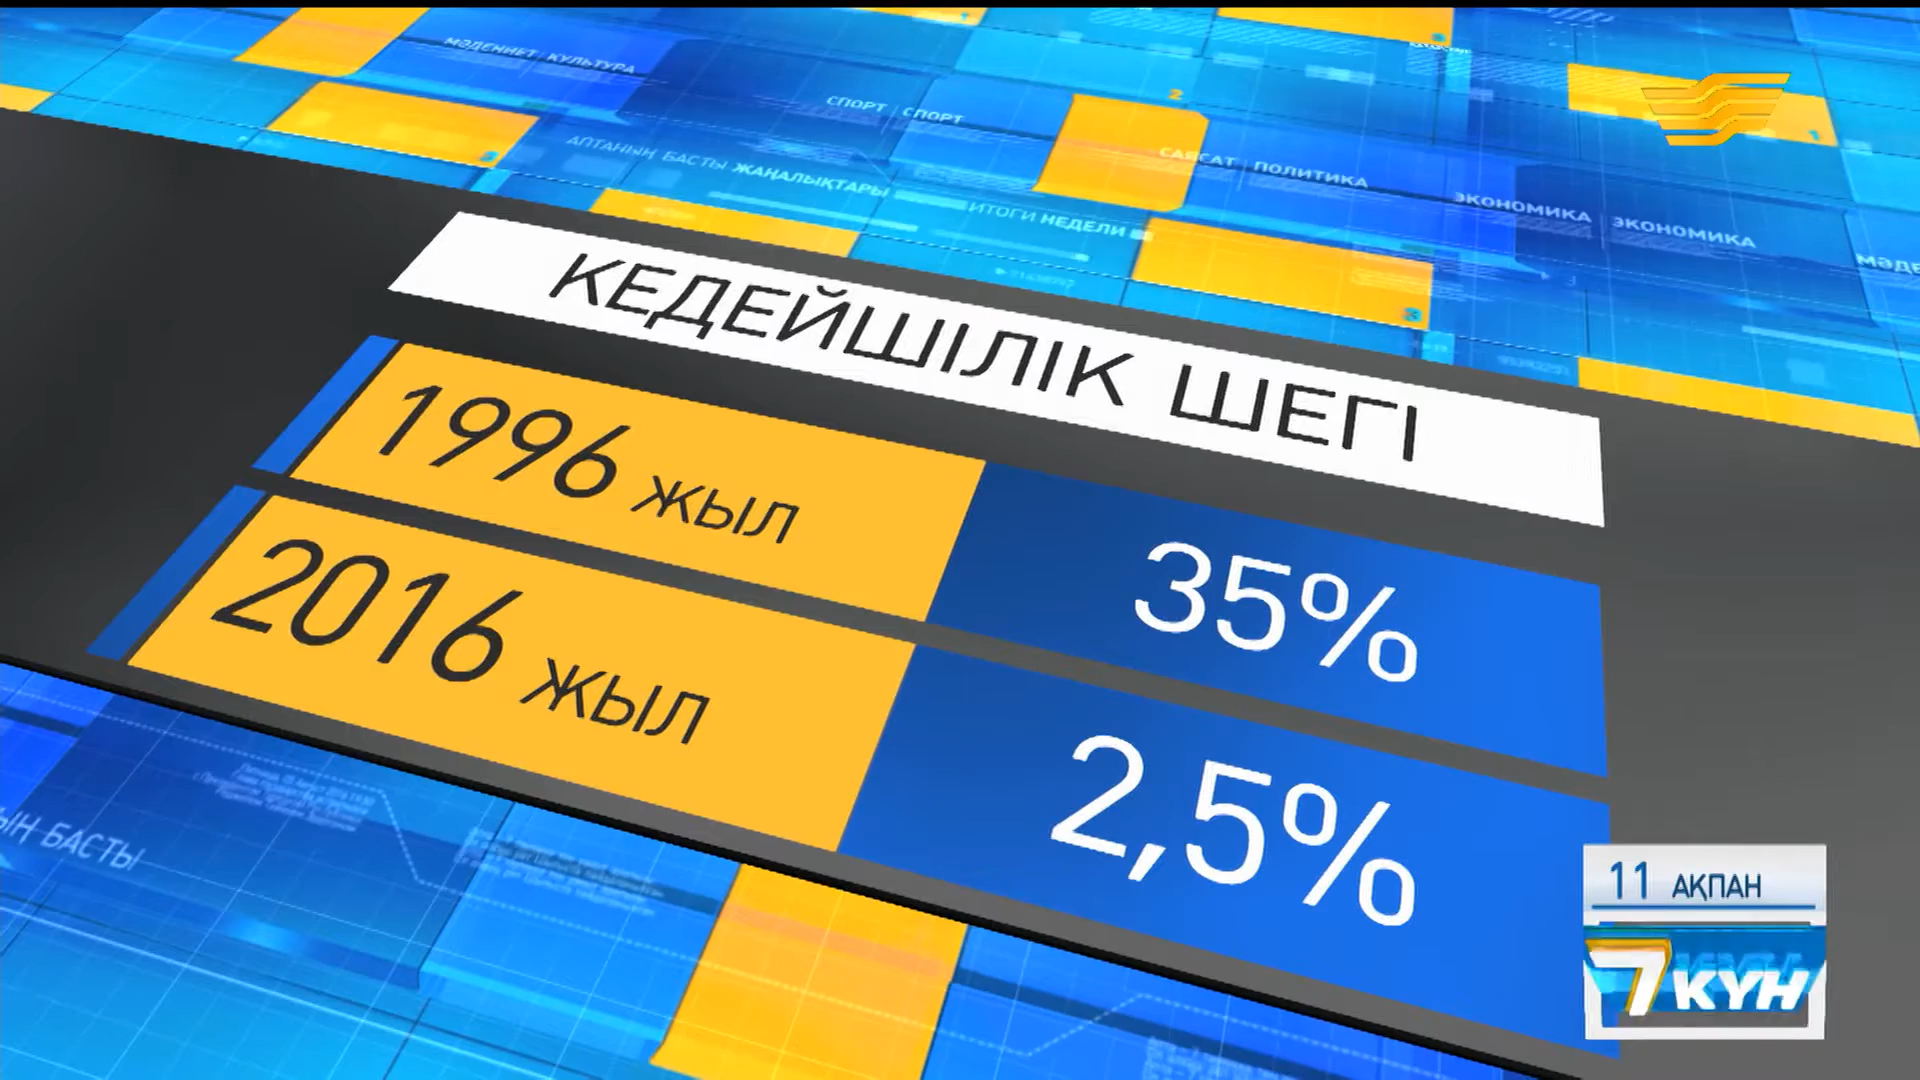 МӘДЕНИЕТ КУЛЬТУРА
СПОРТ СПОРТ
АПТАНЫҢ БАСТЫ ЖАҢАЛЫҚТАРЫ
САЯСАТ ПОЛИТИКА
ИТОГИ НЕДЕЛИ
ЭКОНОМИКА ЭКОНОМИКА
КЕДЕЙШІЛІК ШЕГІ
1996 ЖЫЛ
35%
2016 ЖЫЛ
2,5%
БАСТЫ
11 АҚПАН
7 КҮН